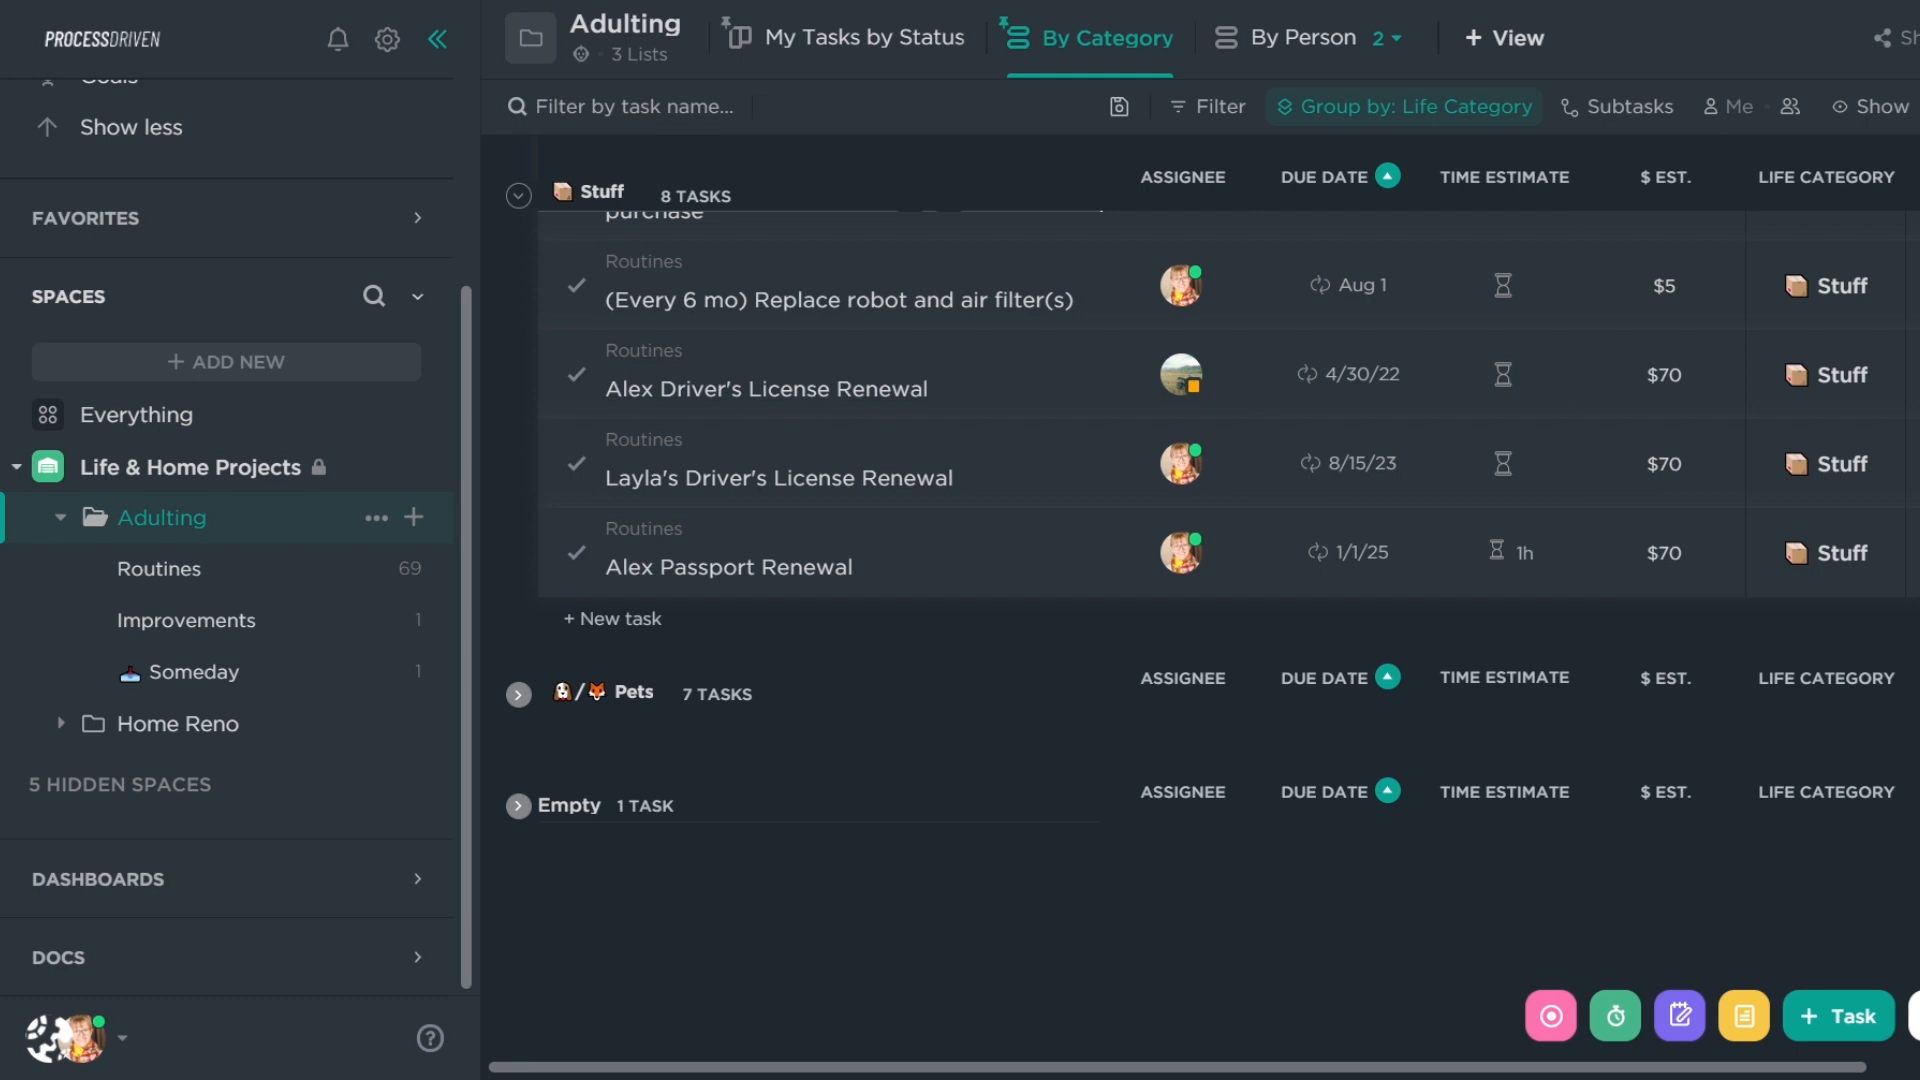 PROCESSDRIVEN
Goals
Show less
FAVORITES
SPACES
+ ADD NEW
Everything
Life & Home Projects
Adulting
Routines 69
Improvements 1
Someday 1
Home Reno
5 HIDDEN SPACES
DASHBOARDS
DOCS
Adulting
3 Lists
My Tasks by Status
By Category
By Person 2
+ View
Sh
Filter by task name...
Filter
Group by: Life Category
Subtasks
Me
Show
Stuff 8 TASKS ASSIGNEE DUE DATE TIME ESTIMATE $ EST. LIFE CATEGORY
purchase
Routines
(Every 6 mo) Replace robot and air filter(s) Aug 1 $5 Stuff
Routines
Alex Driver's License Renewal 4/30/22 $70 Stuff
Routines
Layla's Driver's License Renewal 8/15/23 $70 Stuff
Routines
Alex Passport Renewal 1/1/25 1h $70 Stuff
+ New task
/ Pets 7 TASKS ASSIGNEE DUE DATE TIME ESTIMATE $ EST. LIFE CATEGORY
Empty 1 TASK ASSIGNEE DUE DATE TIME ESTIMATE $ EST. LIFE CATEGORY
+ Task